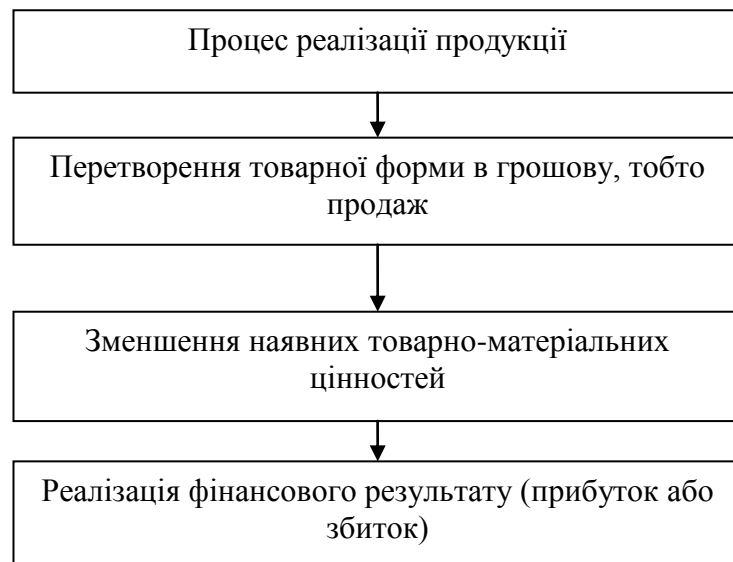 Процес реалізації продукції
Перетворення товарної форми в грошову, тобто
продаж
Зменшення наявних товарно-матеріальних
цінностей
Реалізація фінансового результату (прибуток або
збиток)